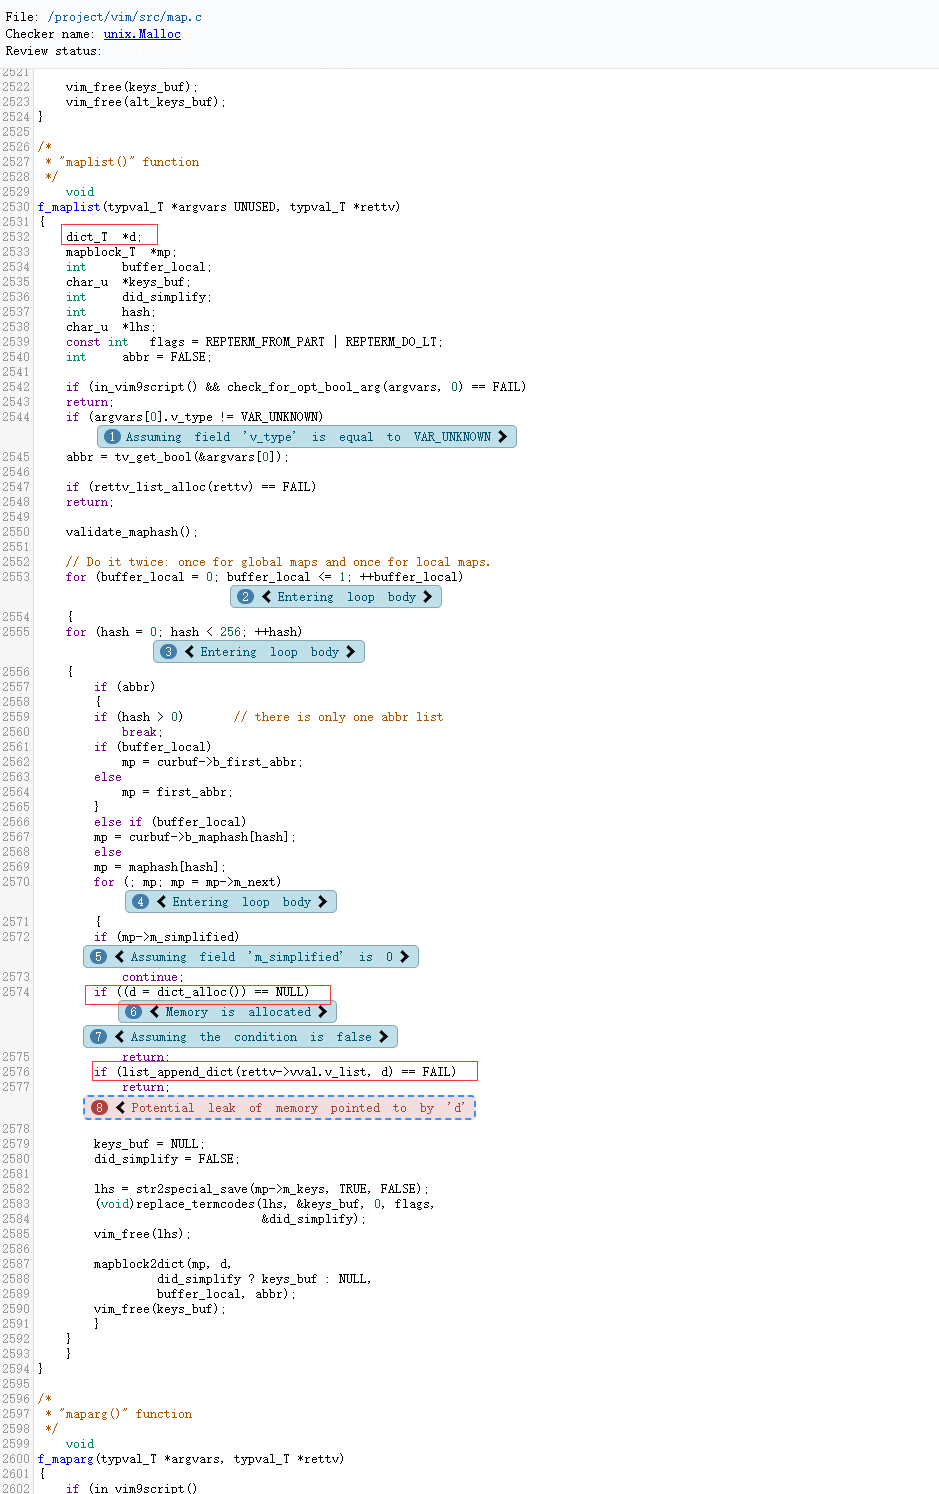 File: /project/vim/src/map.c
Checker name: unix.Malloc
Review status:
2521
2522 vim_free(keys_buf);
2523 vim_free(alt_keys_buf);
2524 }
2525
2526 /*
2527 * "maplist()" function
2528 */
2529 void
2530 f_maplist(typval_T *argvars UNUSED, typval_T *rettv)
2531 {
2532 dict_T *d;
2533 mapblock_T *mp;
2534 int buffer_local;
2535 char_u *keys_buf;
2536 int did_simplify;
2537 int hash;
2538 char_u *lhs;
2539 const int flags = REPTERM_FROM_PART | REPTERM_DO_LT;
2540 int abbr = FALSE;
2541
2542 if (in_vim9script() && check_for_opt_bool_arg(argvars, 0) == FAIL)
2543 return;
2544 if (argvars[0].v_type != VAR_UNKNOWN)
1 Assuming field 'v_type' is equal to VAR_UNKNOWN
2545 abbr = tv_get_bool(&argvars[0]);
2546
2547 if (rettv_list_alloc(rettv) == FAIL)
2548 return;
2549
2550 validate_maphash();
2551
2552 // Do it twice: once for global maps and once for local maps.
2553 for (buffer_local = 0; buffer_local <= 1; ++buffer_local)
2 Entering loop body
2554 {
2555 for (hash = 0; hash < 256; ++hash)
3 Entering loop body
2556 {
2557 if (abbr)
2558 {
2559 if (hash > 0) // there is only one abbr list
2560 break;
2561 if (buffer_local)
2562 mp = curbuf->b_first_abbr;
2563 else
2564 mp = first_abbr;
2565 }
2566 else if (buffer_local)
2567 mp = curbuf->b_maphash[hash];
2568 else
2569 mp = maphash[hash];
2570 for (; mp; mp = mp->m_next)
4 Entering loop body
2571 {
2572 if (mp->m_simplified)
5 Assuming field 'm_simplified' is 0
2573 continue;
2574 if ((d = dict_alloc()) == NULL)
6 Memory is allocated
7 Assuming the condition is false
2575 return;
2576 if (list_append_dict(rettv->vval.v_list, d) == FAIL)
2577 return;
8 Potential leak of memory pointed to by 'd'
2578
2579 keys_buf = NULL;
2580 did_simplify = FALSE;
2581
2582 lhs = str2special_save(mp->m_keys, TRUE, FALSE);
2583 (void)replace_termcodes(lhs, &keys_buf, 0, flags,
2584 &did_simplify);
2585 vim_free(lhs);
2586
2587 mapblock2dict(mp, d,
2588 did_simplify ? keys_buf : NULL,
2589 buffer_local, abbr);
2590 vim_free(keys_buf);
2591 }
2592 }
2593 }
2594 }
2595
2596 /*
2597 * "maparg()" function
2598 */
2599 void
2600 f_maparg(typval_T *argvars, typval_T *rettv)
2601 {
2602 if (in_vim9script()